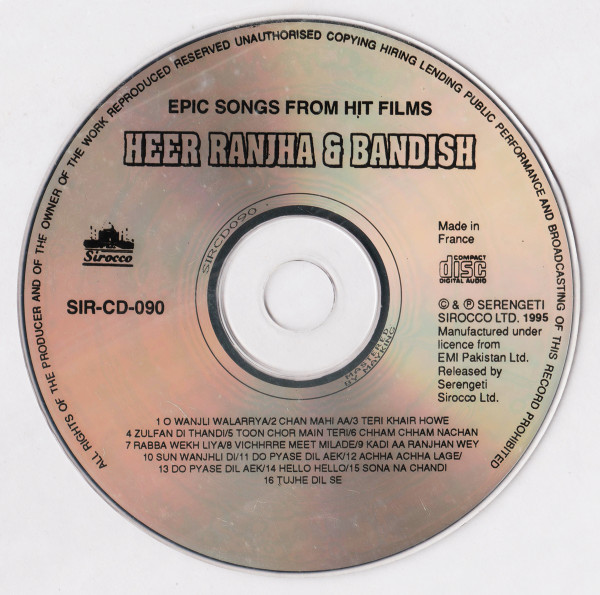 ALL RIGHTS OF THE PRODUCER AND OF THE OWNER OF THE WORK REPRODUCED RESERVED UNAUTHORISED COPYING HIRING LENDING PUBLIC PERFORMANCE AND BROADCASTING OF THIS RECORD PROHIBITED
EPIC SONGS FROM HIT FILMS
HEER RANJHA & BANDISH
Sirocco
SIR-CD-090
SIRCD090
MASTERED
BY MAYKING
Made in
France
COMPACT
disc
DIGITAL AUDIO
© & ℗ SERENGETI
SIROCCO LTD. 1995
Manufactured under
licence from
EMI Pakistan Ltd.
Released by
Serengeti
Sirocco Ltd.
1 O WANJLI WALARRYA/2 CHAN MAHI AA/3 TERI KHAIR HOWE
4 ZULFAN DI THANDI/5 TOON CHOR MAIN TERI/6 CHHAM CHHAM NACHAN
7 RABBA WEKH LIYA/8 VICHHRRE MEET MILADE/9 KADI AA RANJHAN WEY
10 SUN WANJHLI DI/11 DO PYASE DIL AEK/12 ACHHA ACHHA LAGE/
13 DO PYASE DIL AEK/14 HELLO HELLO/15 SONA NA CHANDI
16 TUJHE DIL SE